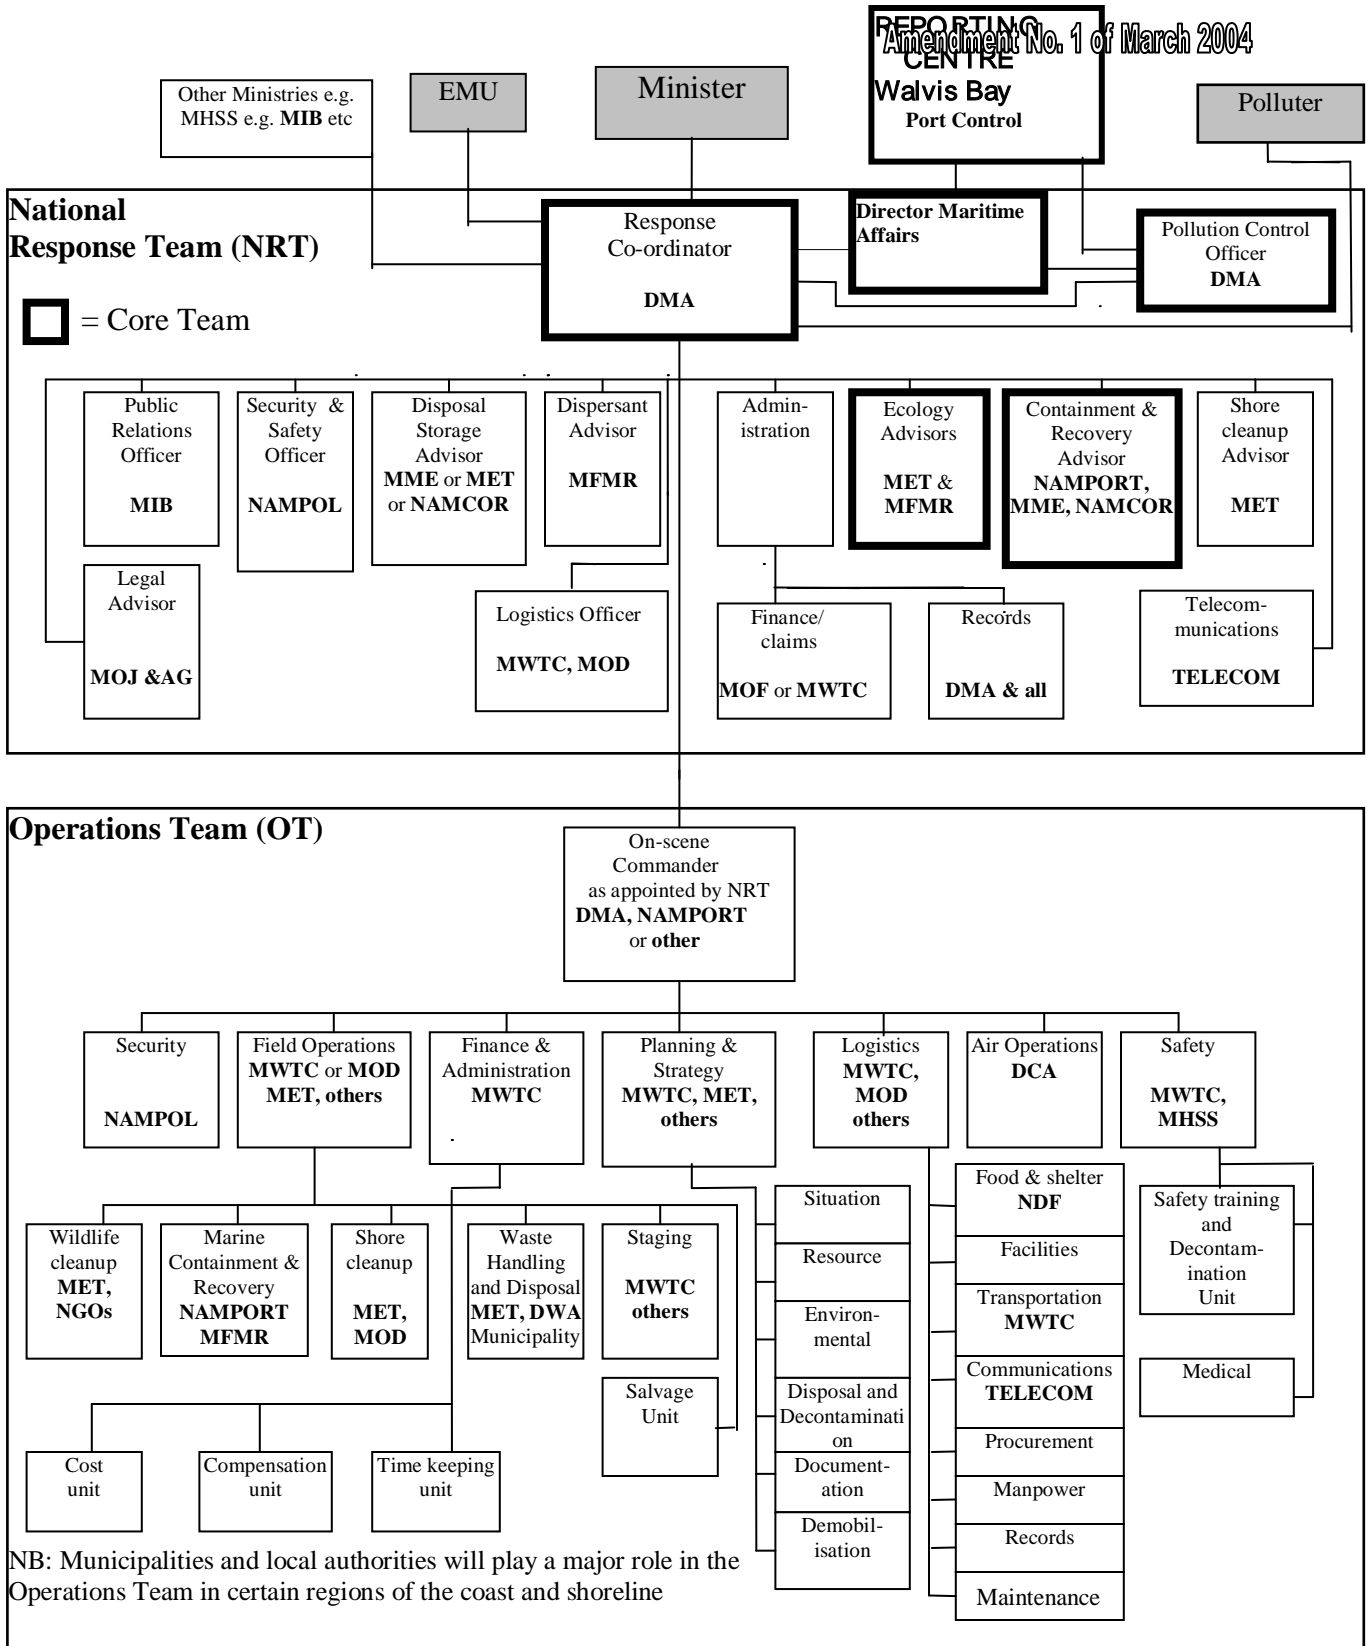 REPORTING
CENTRE
Walvis Bay
Port Control
Amendment No. 1 of March 2004
Other Ministries e.g.
MHSS e.g. MIB etc
EMU
Minister
Polluter
National
Response Team (NRT)
= Core Team
Response
Co-ordinator
DMA
Director Maritime
Affairs
Pollution Control
Officer
DMA
Public
Relations
Officer
MIB
Security &
Safety
Officer
NAMPOL
Disposal
Storage
Advisor
MME or MET
or NAMCOR
Dispersant
Advisor
MFMR
Admin-
istration
Ecology
Advisors
MET &
MFMR
Containment &
Recovery
Advisor
NAMPORT,
MME, NAMCOR
Shore
cleanup
Advisor
MET
Legal
Advisor
MOJ &AG
Logistics Officer
MWTC, MOD
Finance/
claims
MOF or MWTC
Records
DMA & all
Telecom-
munications
TELECOM
Operations Team (OT)
On-scene
Commander
as appointed by NRT
DMA, NAMPORT
or other
Security
NAMPOL
Field Operations
MWTC or MOD
MET, others
Finance &
Administration
MWTC
Planning &
Strategy
MWTC, MET,
others
Logistics
MWTC,
MOD
others
Air Operations
DCA
Safety
MWTC,
MHSS
Wildlife
cleanup
MET,
NGOs
Marine
Containment &
Recovery
NAMPORT
MFMR
Shore
cleanup
MET,
MOD
Waste
Handling
and Disposal
MET, DWA
Municipality
Staging
MWTC
others
Salvage
Unit
Situation
Resource
Environ-
mental
Disposal and
Decontaminati
on
Document-
ation
Demobil-
isation
Food & shelter
NDF
Facilities
Transportation
MWTC
Communications
TELECOM
Procurement
Manpower
Records
Maintenance
Safety training
and
Decontam-
ination
Unit
Medical
Cost
unit
Compensation
unit
Time keeping
unit
NB: Municipalities and local authorities will play a major role in the
Operations Team in certain regions of the coast and shoreline